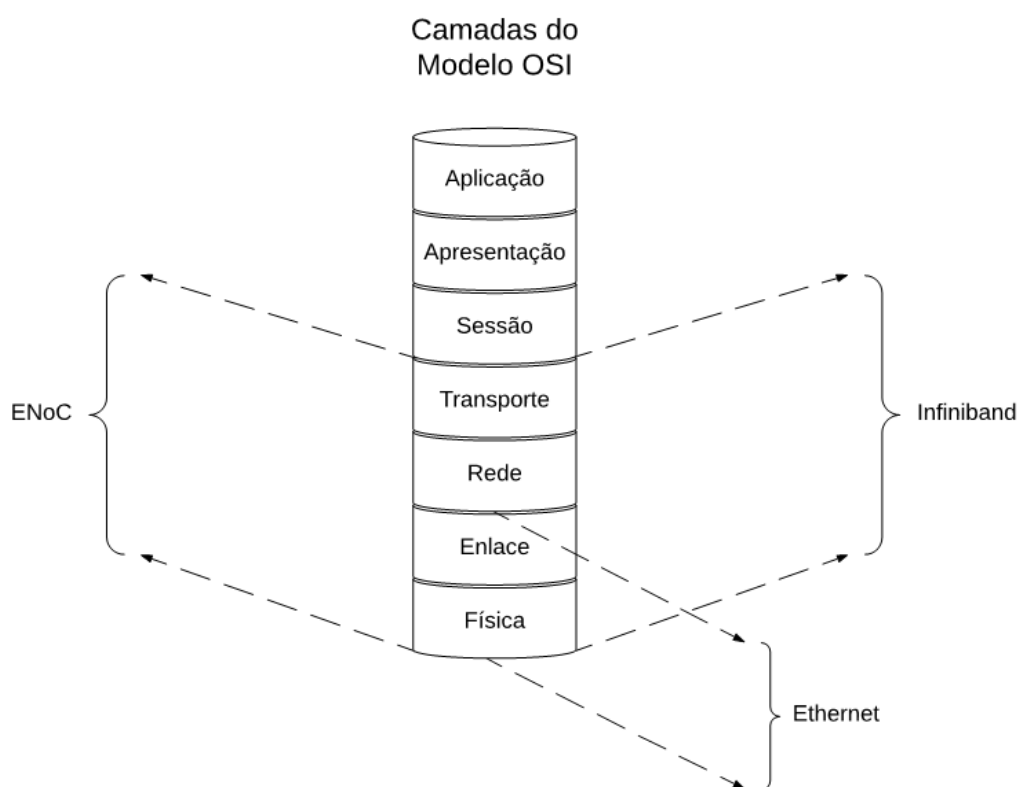 Camadas do
Modelo OSI
Aplicação
Apresentação
Sessão
Transporte
ENoC
Infiniband
Rede
Enlace
Física
Ethernet